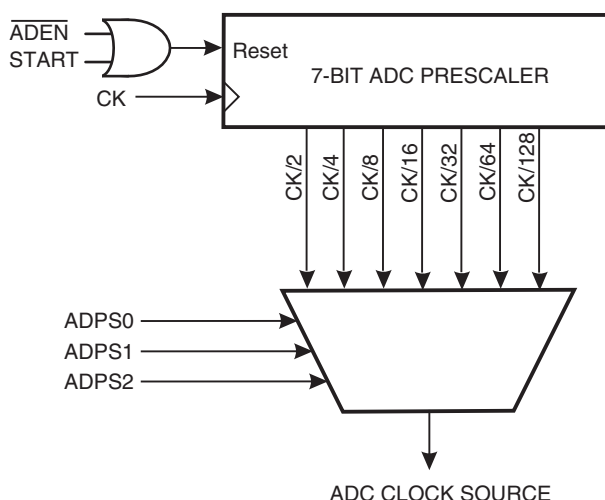 ADEN
START
Reset
7-BIT ADC PRESCALER
CK
CK/2
CK/4
CK/8
CK/16
CK/32
CK/64
CK/128
ADPS0
ADPS1
ADPS2
ADC CLOCK SOURCE